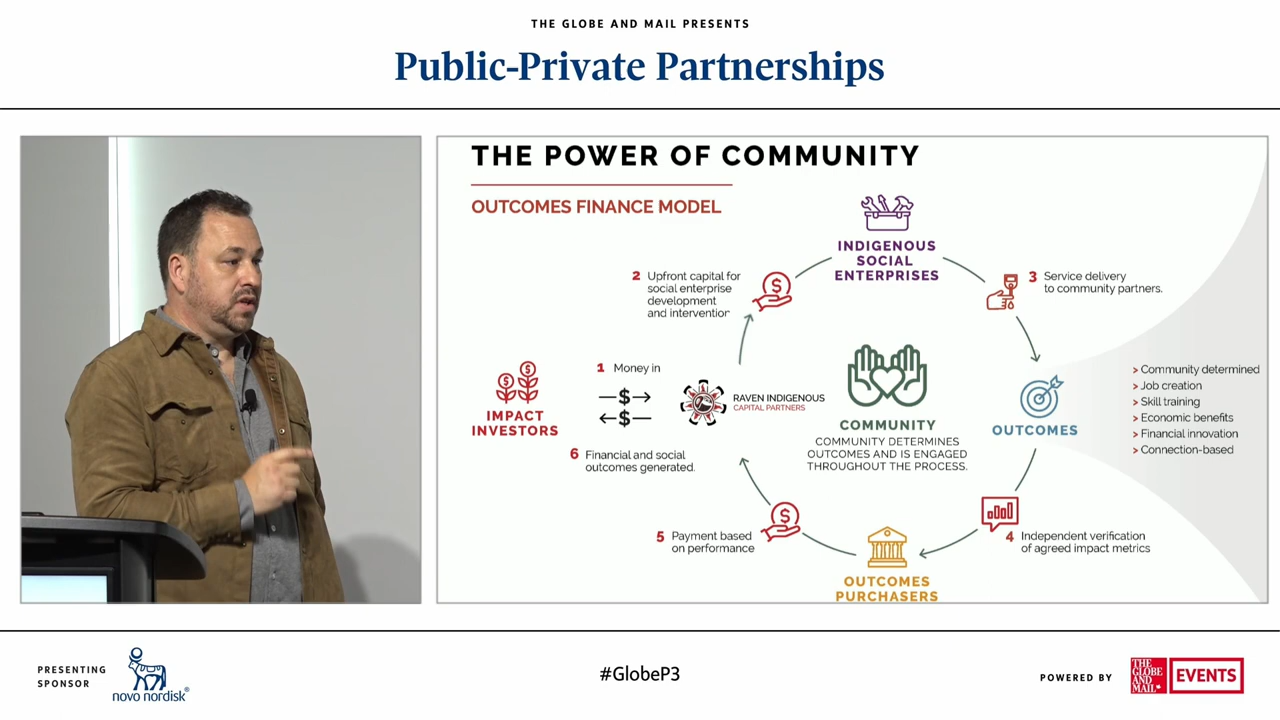 THE GLOBE AND MAIL PRESENTS
Public-Private Partnerships
THE POWER OF COMMUNITY
OUTCOMES FINANCE MODEL
INDIGENOUS
SOCIAL
ENTERPRISES
2 Upfront capital for
social enterprise
development
and intervention
3 Service delivery
to community partners.
1 Money in
$
$
IMPACT
INVESTORS
RAVEN INDIGENOUS
CAPITAL PARTNERS
6 Financial and social
outcomes generated.
COMMUNITY
COMMUNITY DETERMINES
OUTCOMES AND IS ENGAGED
THROUGHOUT THE PROCESS.
OUTCOMES
> Community determined
> Job creation
> Skill training
> Economic benefits
> Financial innovation
> Connection-based
5 Payment based
on performance
4 Independent verification
of agreed impact metrics
OUTCOMES
PURCHASERS
PRESENTING
SPONSOR
novo nordisk®
#GlobeP3
POWERED BY
THE
GLOBE
AND
MAIL
EVENTS